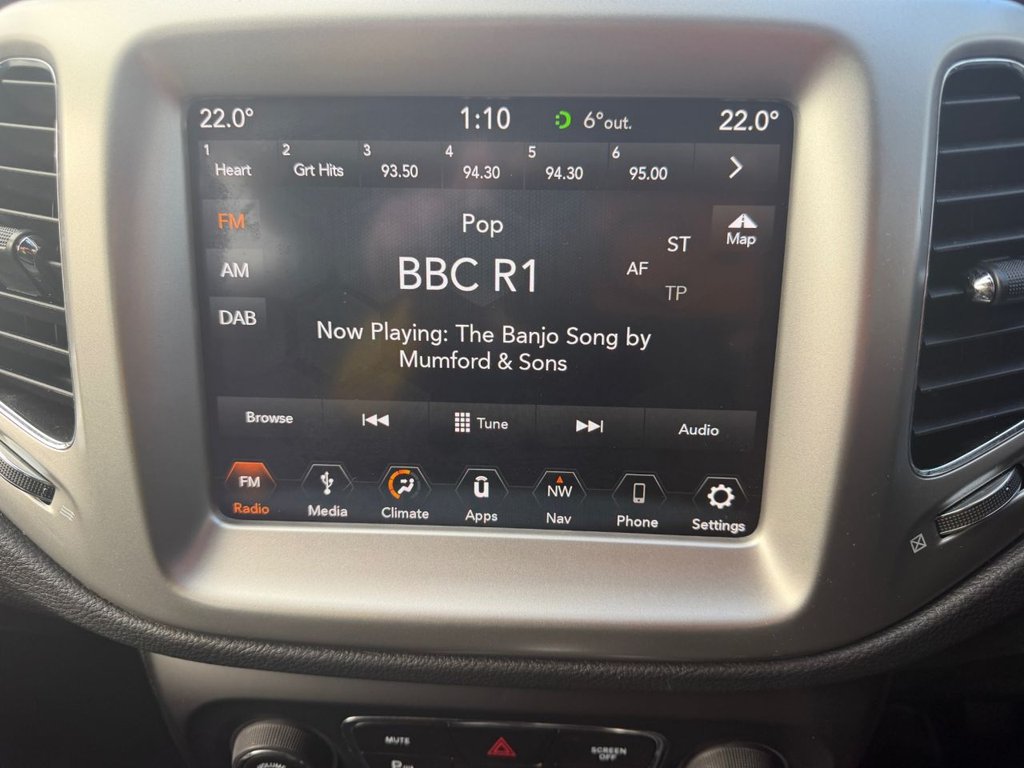 22.0° 1:10 6°out. 22.0°
1 Heart 2 Grt Hits 3 93.50 4 94.30 5 94.30 6 95.00
FM Pop Map
ST
AM BBC R1 AF
TP
DAB
Now Playing: The Banjo Song by
Mumford & Sons
Browse Tune Audio
FM NW
Radio Media Climate Apps Nav Phone Settings
MUTE SCREEN
OFF
VOLUME